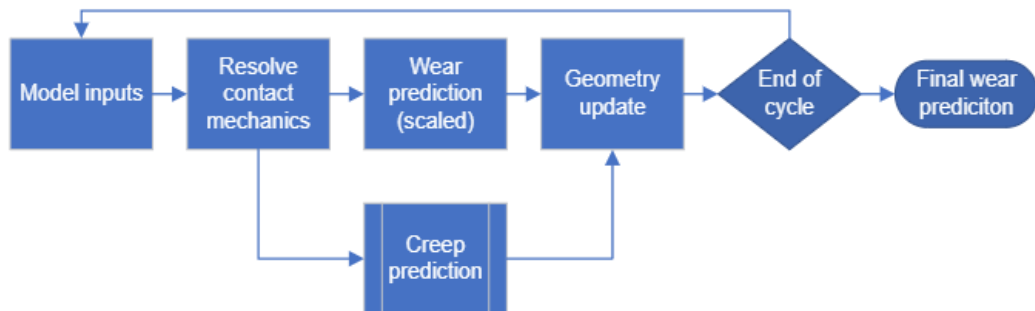 Model inputs
Resolve
contact
mechanics
Wear
prediction
(scaled)
Geometry
update
End of
cycle
Final wear
prediciton
Creep
prediction